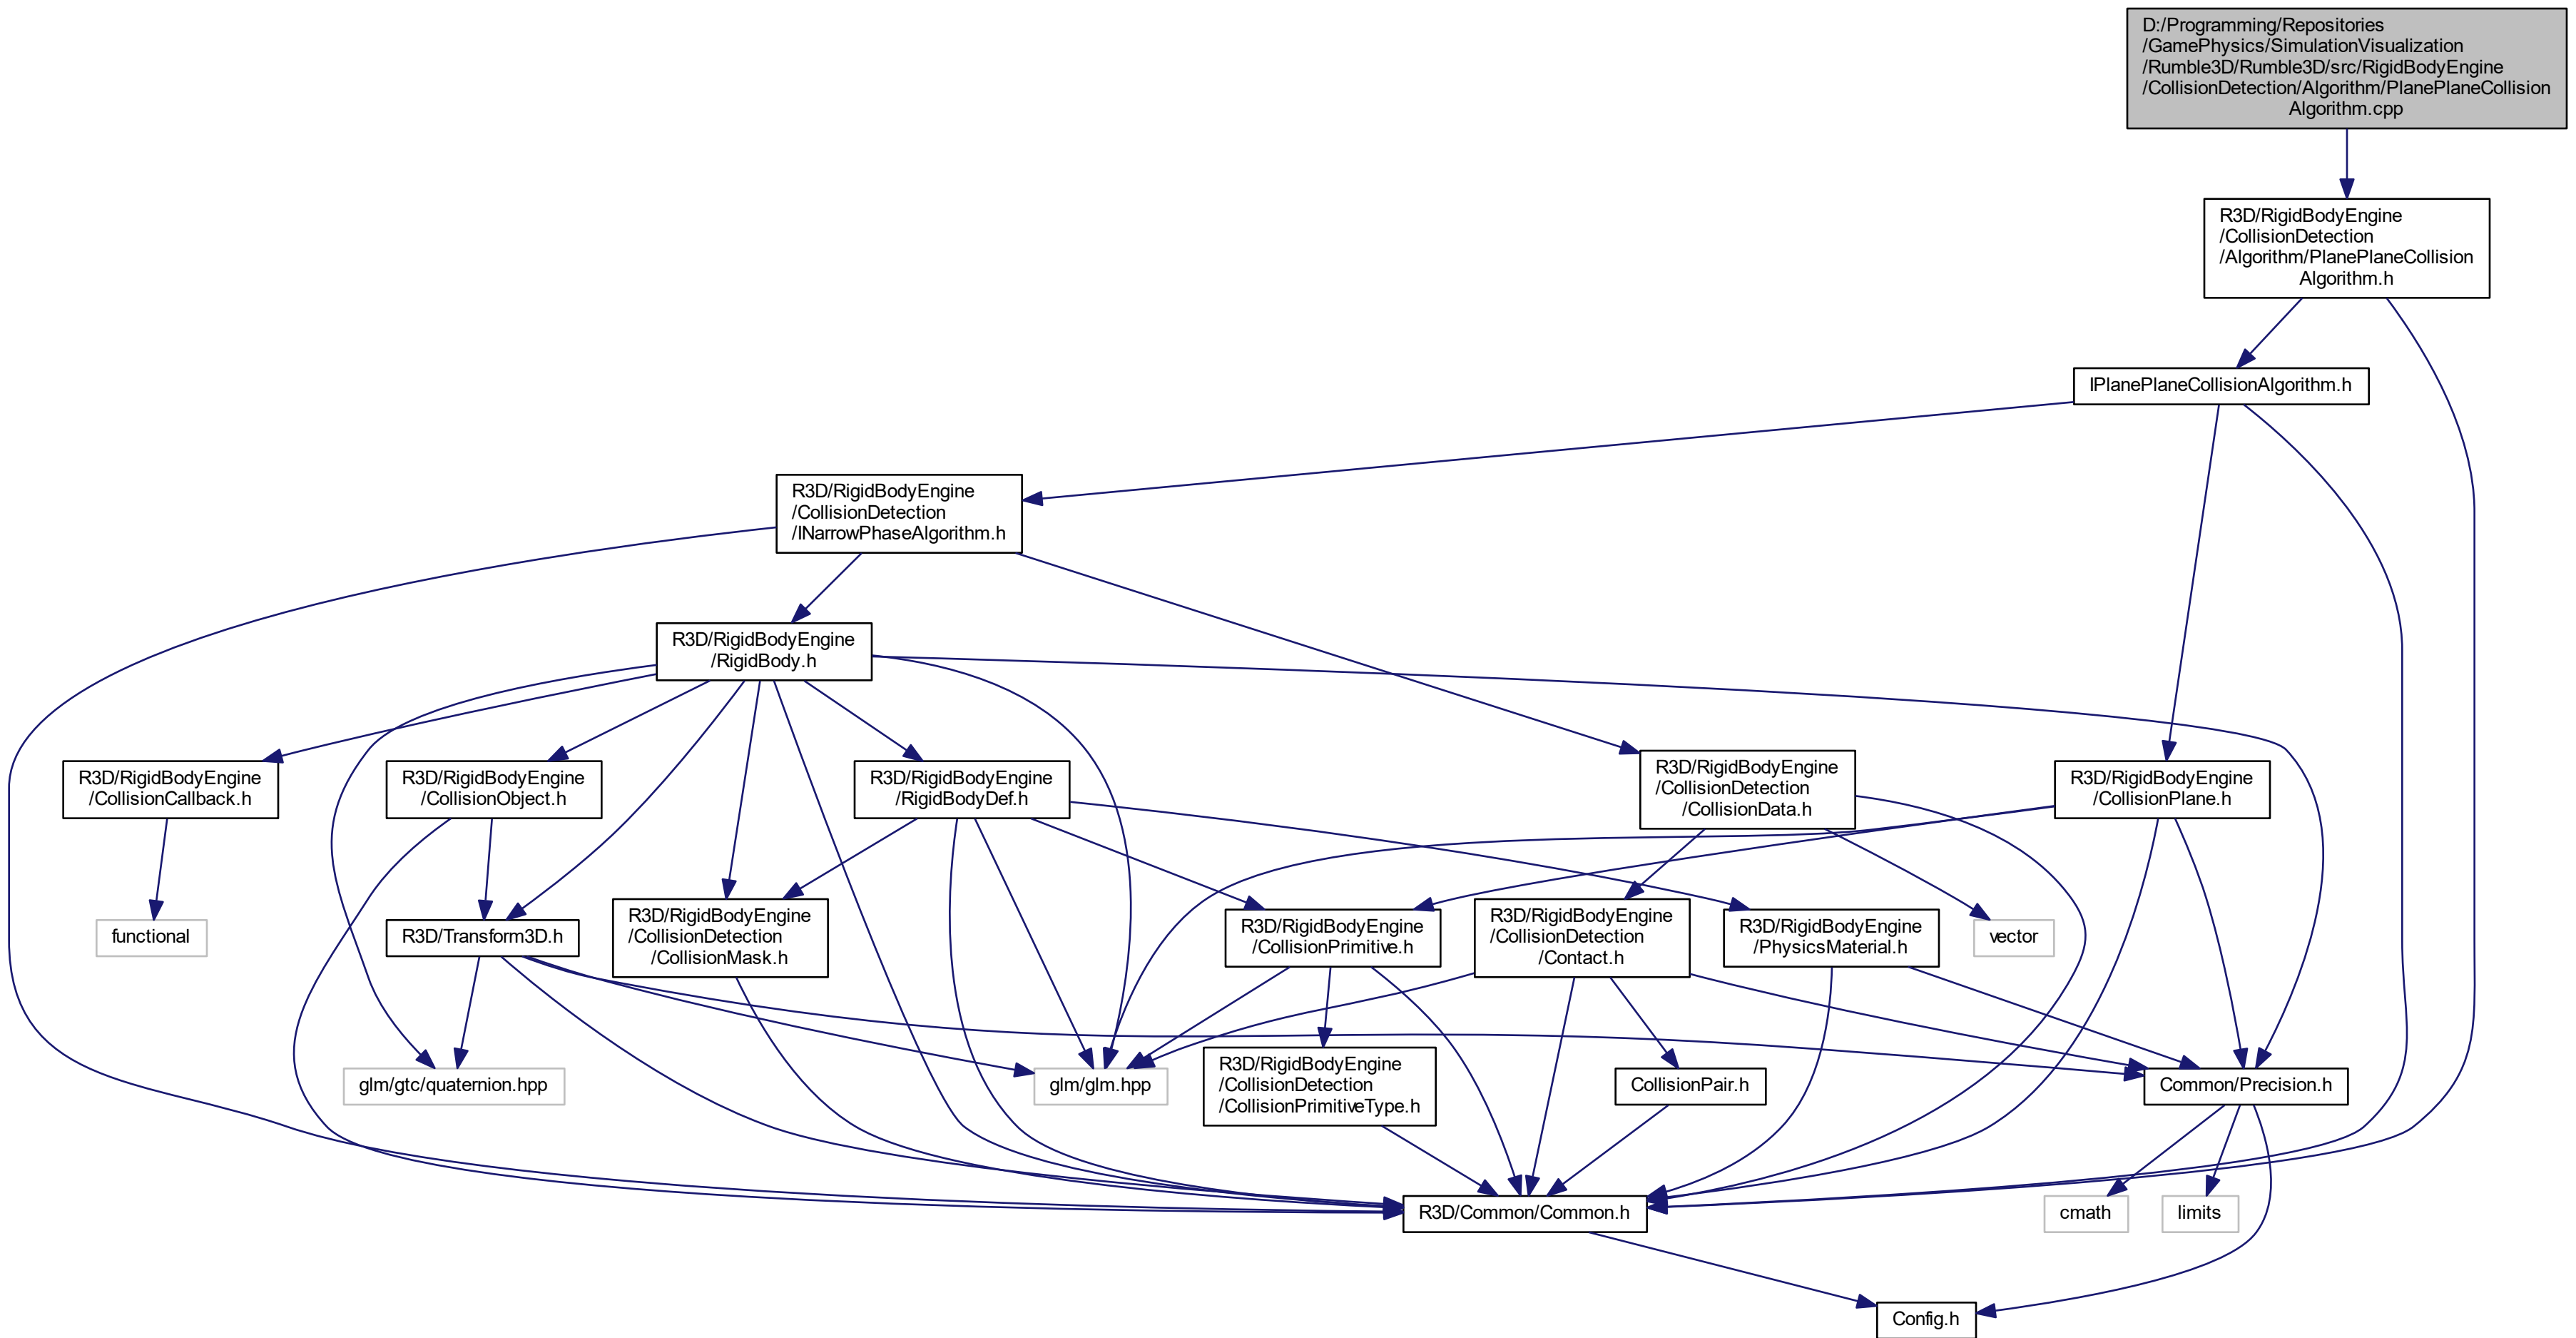 D:/Programming/Repositories
/GamePhysics/SimulationVisualization
/Rumble3D/Rumble3D/src/RigidBodyEngine
/CollisionDetection/Algorithm/PlanePlaneCollision
Algorithm.cpp
R3D/RigidBodyEngine
/CollisionDetection
/Algorithm/PlanePlaneCollision
Algorithm.h
IPlanePlaneCollisionAlgorithm.h
R3D/RigidBodyEngine
/CollisionDetection
/INarrowPhaseAlgorithm.h
R3D/RigidBodyEngine
/RigidBody.h
R3D/RigidBodyEngine
/CollisionCallback.h
R3D/RigidBodyEngine
/CollisionObject.h
R3D/RigidBodyEngine
/RigidBodyDef.h
R3D/RigidBodyEngine
/CollisionDetection
/CollisionData.h
R3D/RigidBodyEngine
/CollisionPlane.h
functional
R3D/Transform3D.h
R3D/RigidBodyEngine
/CollisionDetection
/CollisionMask.h
R3D/RigidBodyEngine
/CollisionPrimitive.h
R3D/RigidBodyEngine
/CollisionDetection
/Contact.h
R3D/RigidBodyEngine
/PhysicsMaterial.h
vector
glm/gtc/quaternion.hpp
glm/glm.hpp
R3D/RigidBodyEngine
/CollisionDetection
/CollisionPrimitiveType.h
CollisionPair.h
Common/Precision.h
R3D/Common/Common.h
cmath
limits
Config.h